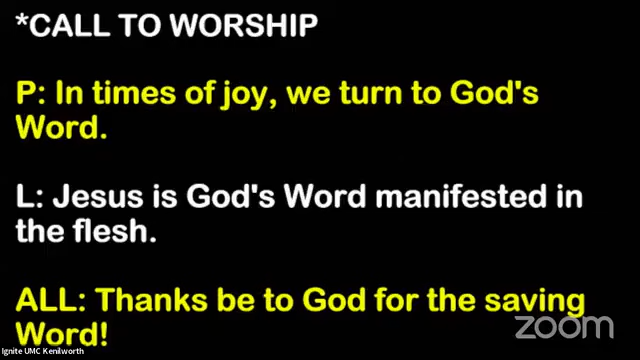 *CALL TO WORSHIP
P: In times of joy, we turn to God's
Word.
L: Jesus is God's Word manifested in
the flesh.
ALL: Thanks be to God for the saving
Word!
zoom
Ignite UMC Kenilworth